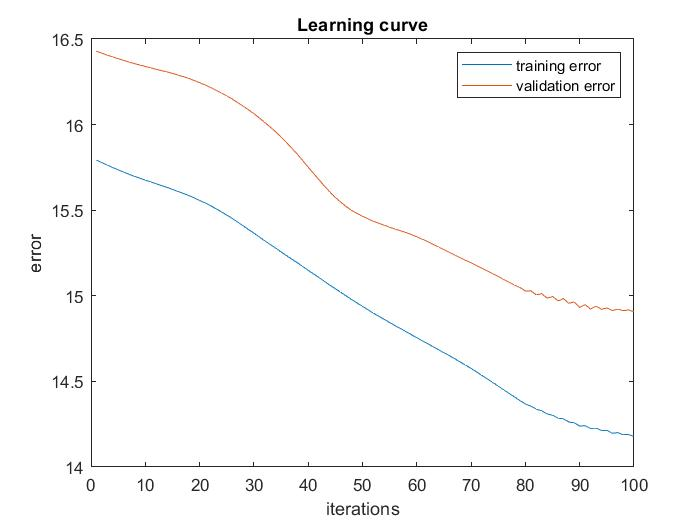 Learning curve
training error
validation error
error
16.5
16
15.5
15
14.5
14
0 10 20 30 40 50 60 70 80 90 100
iterations